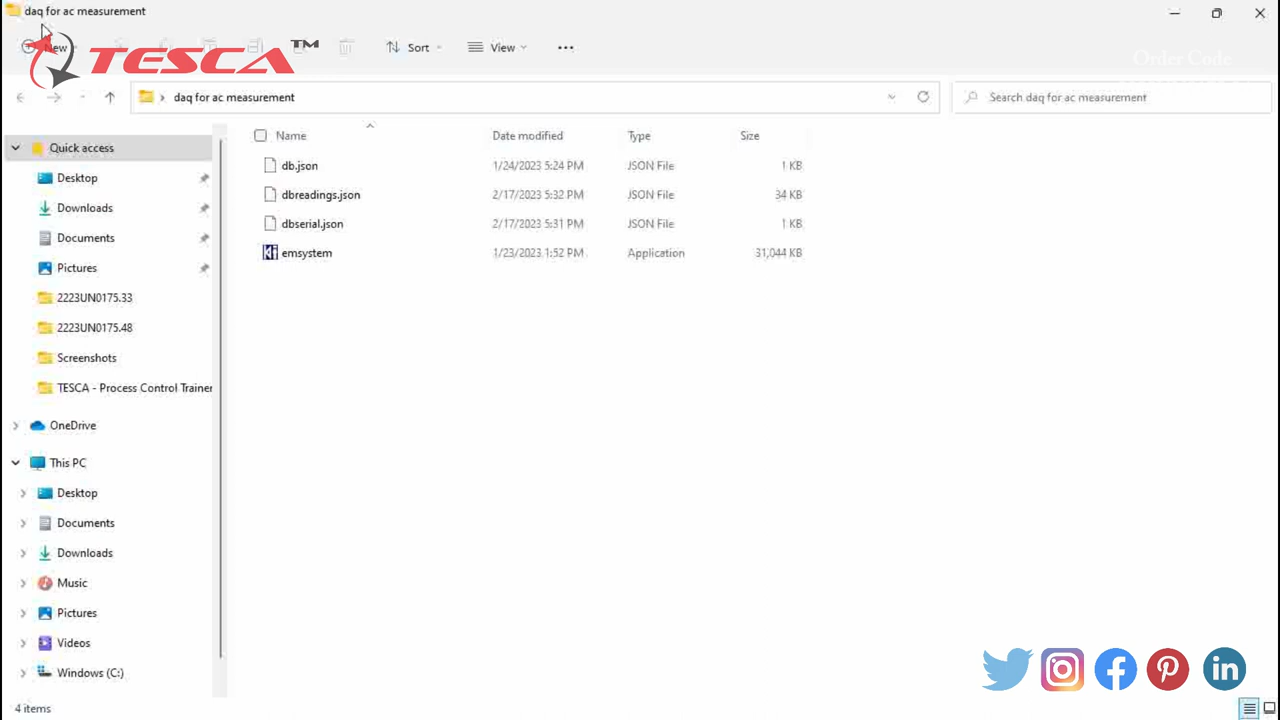 daq for ac measurement
New
TESCA™
Sort
View
Order Code
daq for ac measurement
Search daq for ac measurement
Name
Date modified
Type
Size
Quick access
db.json
1/24/2023 5:24 PM
JSON File
1 KB
Desktop
dbreadings.json
2/17/2023 5:32 PM
JSON File
34 KB
Downloads
dbserial.json
2/17/2023 5:31 PM
JSON File
1 KB
Documents
emsystem
1/23/2023 1:52 PM
Application
31,044 KB
Pictures
2223UN0175.33
2223UN0175.48
Screenshots
TESCA - Process Control Trainer
OneDrive
This PC
Desktop
Documents
Downloads
Music
Pictures
Videos
Windows (C:)
4 items